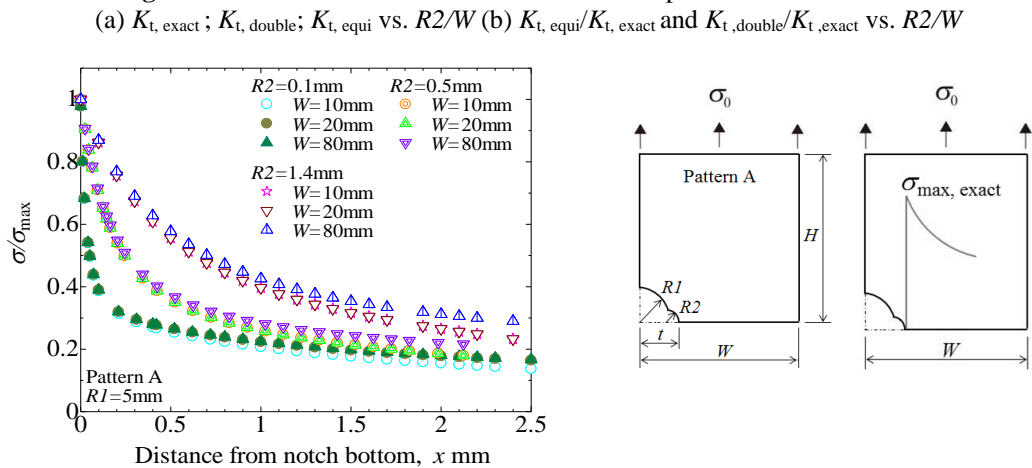 (a) Kt, exact ; Kt, double; Kt, equi vs. R2/W (b) Kt, equi/Kt, exact and Kt ,double/Kt ,exact vs. R2/W
R2=0.1mm R2=0.5mm
W=10mm W=10mm
W=20mm W=20mm
W=80mm W=80mm
R2=1.4mm
W=10mm
W=20mm
W=80mm
σ/σmax
1
0.8
0.6
0.4
0.2
0
Pattern A
R1=5mm
0 0.5 1 1.5 2 2.5
Distance from notch bottom, x mm
σ0
Pattern A
H
R1
R2
t
W
σ0
σmax, exact
W